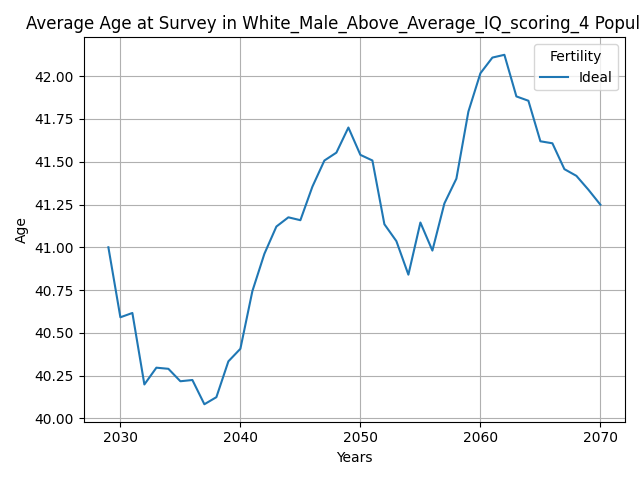 Average Age at Survey in White_Male_Above_Average_IQ_scoring_4 Popul
Fertility
Ideal
42.00
41.75
41.50
41.25
41.00
40.75
40.50
40.25
40.00
Age
2030 2040 2050 2060 2070
Years